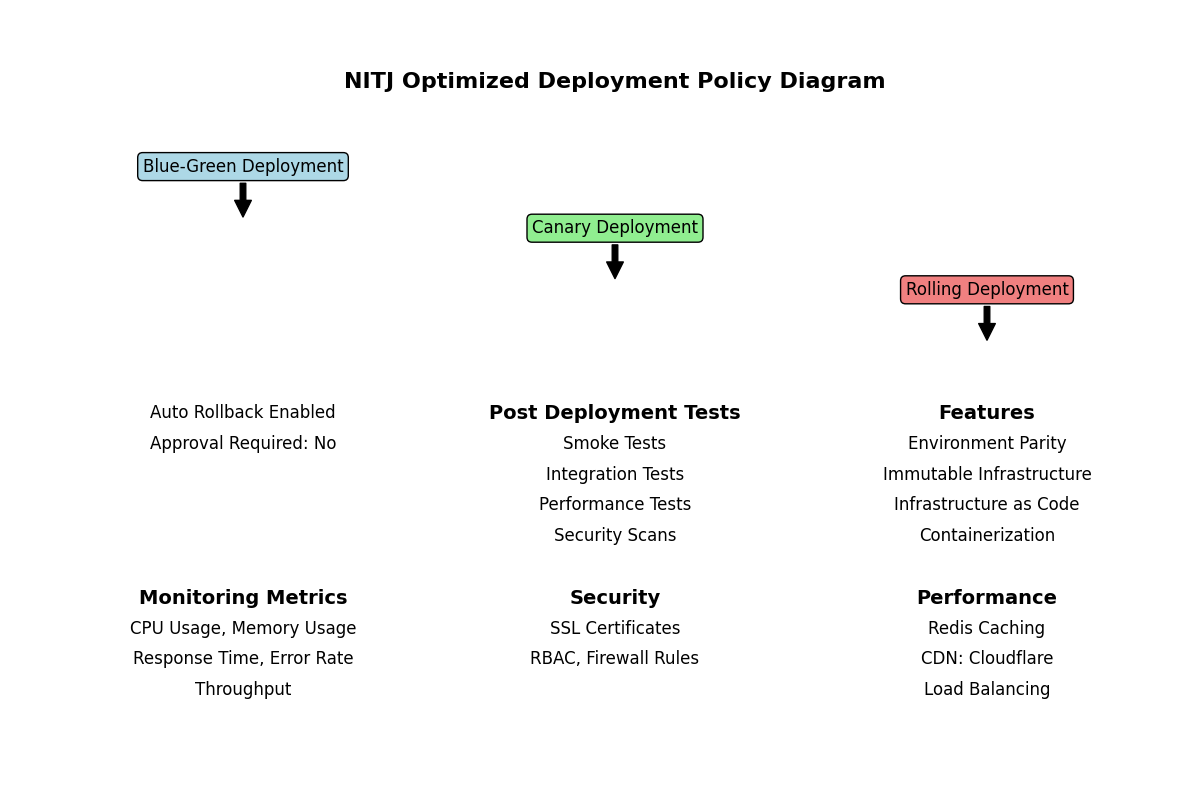 NITJ Optimized Deployment Policy Diagram
Blue-Green Deployment
Canary Deployment
Rolling Deployment
Auto Rollback Enabled
Approval Required: No
Post Deployment Tests
Smoke Tests
Integration Tests
Performance Tests
Security Scans
Features
Environment Parity
Immutable Infrastructure
Infrastructure as Code
Containerization
Monitoring Metrics
CPU Usage, Memory Usage
Response Time, Error Rate
Throughput
Security
SSL Certificates
RBAC, Firewall Rules
Performance
Redis Caching
CDN: Cloudflare
Load Balancing